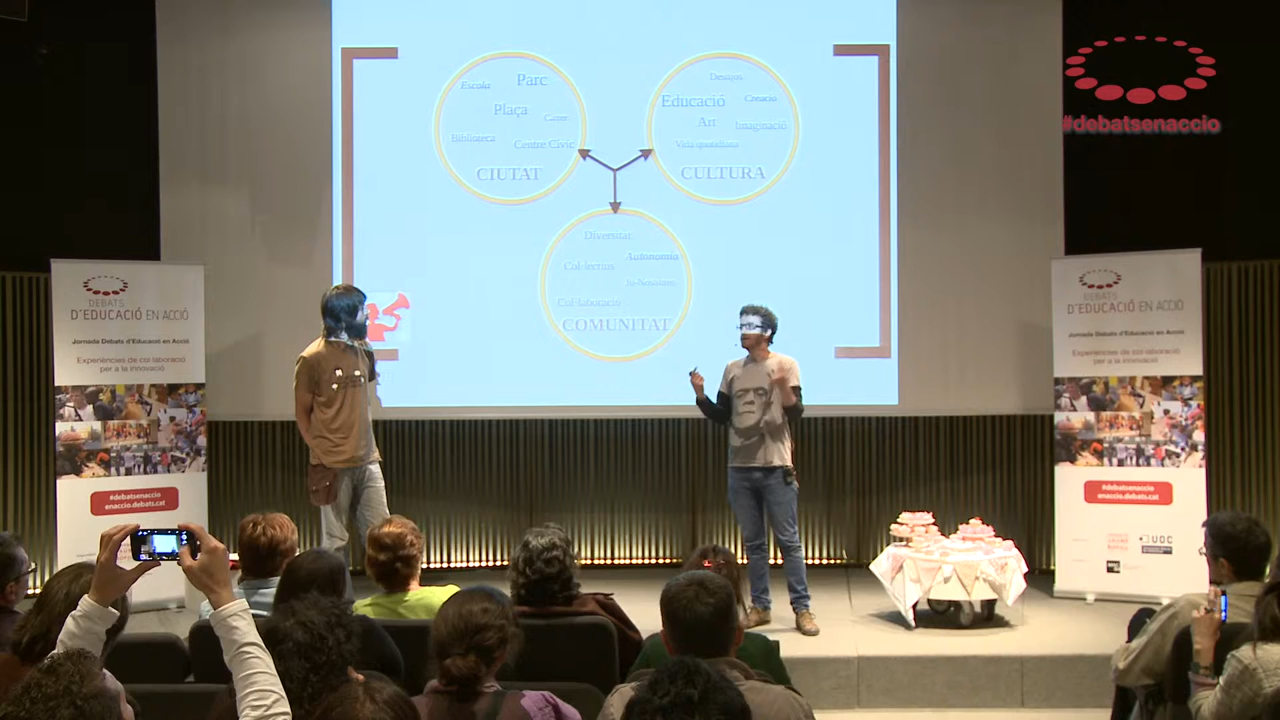 #debatsenaccio
Escola
Parc
Plaça
Carrer
Biblioteca
Centre Cívic
CIUTAT
Desitjos
Educació
Creació
Art
Imaginació
Vida quotidiana
CULTURA
Diversitat
Autonomia
Col·lectius
Col·laboració
COMUNITAT
DEBATS
D'EDUCACIÓ EN ACCIÓ
Jornada Debats d'Educació en Acció
Experiències de col·laboració
per a la innovació
#debatsenaccio
enaccio.debats.cat
DEBATS
D'EDUCACIÓ EN ACCIÓ
Jornada Debats d'Educació en Acció
Experiències de col·laboració
per a la innovació
#debatsenaccio
enaccio.debats.cat
UOC